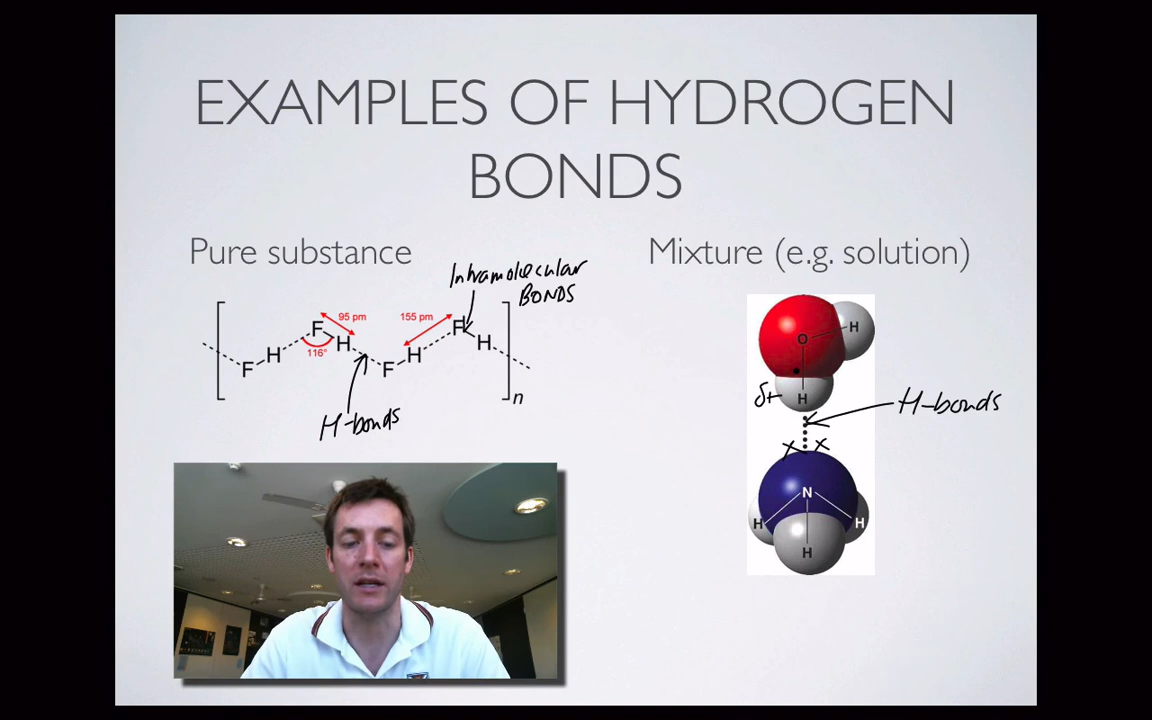 EXAMPLES OF HYDROGEN
BONDS
Pure substance
Mixture (e.g. solution)
Intramolecular
BONDS
95 pm
155 pm
F
F
H
H
116°
H
F
H
F
n
H-bonds
O
H
δ+
H
H-bonds
x x
N
H
H
H